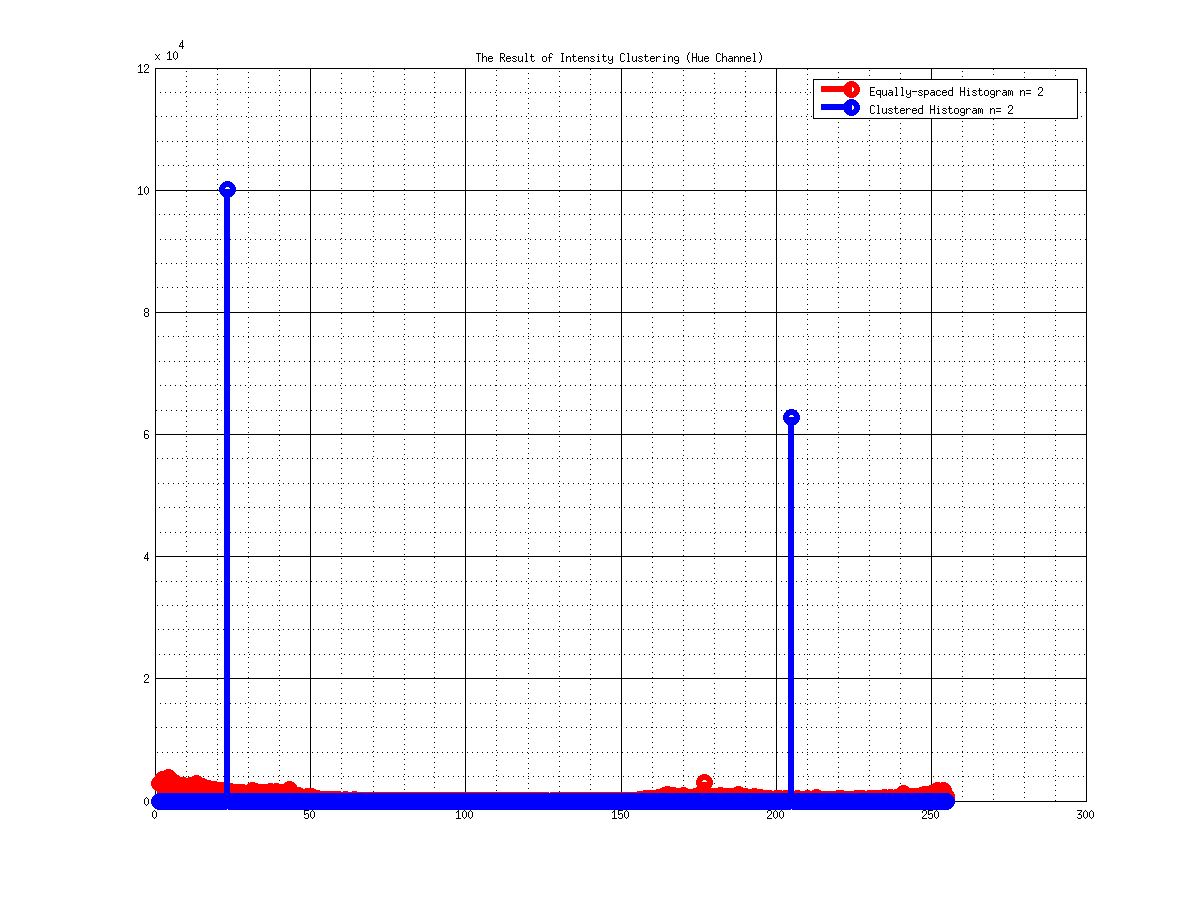 4
x 10
The Result of Intensity Clustering (Hue Channel)
12
Equally-spaced Histogram n= 2
Clustered Histogram n= 2
10
8
6
4
2
0
0 50 100 150 200 250 300